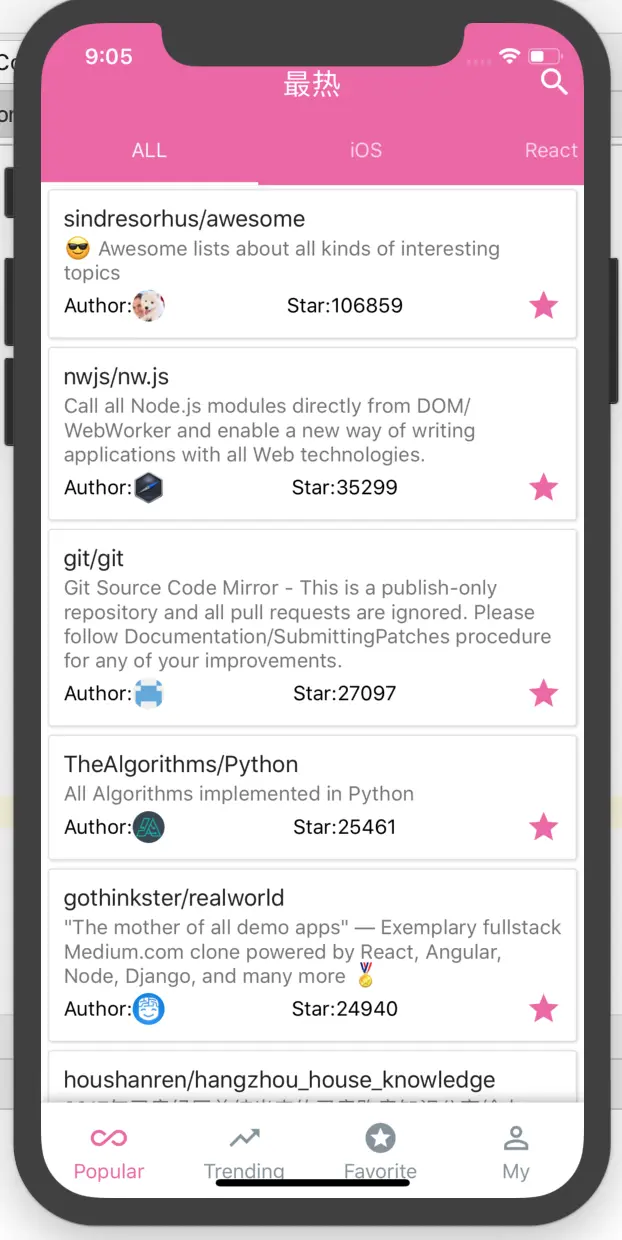 9:05
最热
ALL
iOS
React
sindresorhus/awesome
😎 Awesome lists about all kinds of interesting
topics
Author:
Star:106859
nwjs/nw.js
Call all Node.js modules directly from DOM/
WebWorker and enable a new way of writing
applications with all Web technologies.
Author:
Star:35299
git/git
Git Source Code Mirror - This is a publish-only
repository and all pull requests are ignored. Please
follow Documentation/SubmittingPatches procedure
for any of your improvements.
Author:
Star:27097
TheAlgorithms/Python
All Algorithms implemented in Python
Author:
Star:25461
gothinkster/realworld
"The mother of all demo apps" — Exemplary fullstack
Medium.com clone powered by React, Angular,
Node, Django, and many more 🏅
Author:
Star:24940
houshanren/hangzhou_house_knowledge
Popular
Trending
Favorite
My